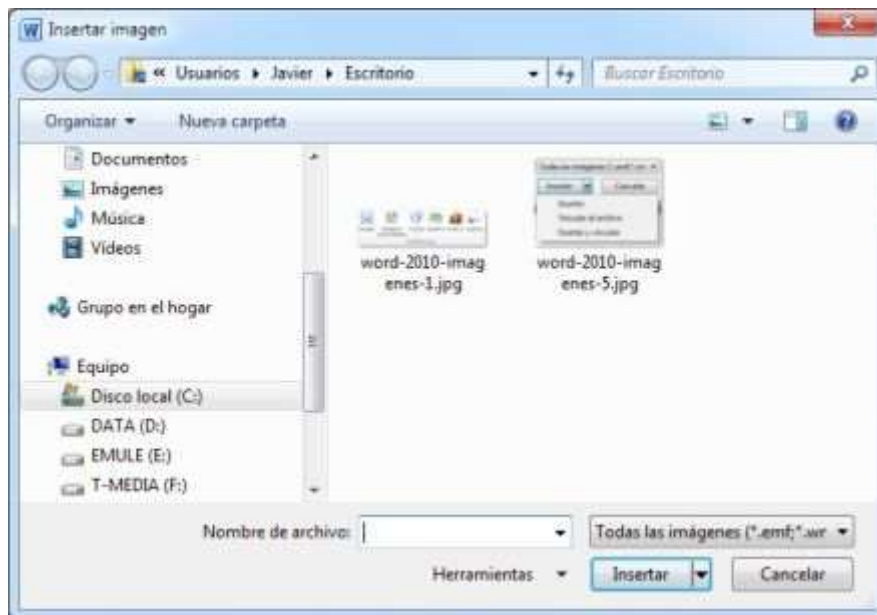 Insertar imagen
« Usuarios ▸ Javier ▸ Escritorio
Buscar Escritorio
Organizar
Nueva carpeta
Documentos
Imágenes
Música
Vídeos
Grupo en el hogar
Equipo
Disco local (C:)
DATA (D:)
EMULE (E:)
T-MEDIA (F:)
Cancelar
word-2010-imag
enes-1.jpg
word-2010-imag
enes-5.jpg
Nombre de archivo:
Todas las imágenes (*.emf;*.wr
Herramientas
Insertar
Cancelar